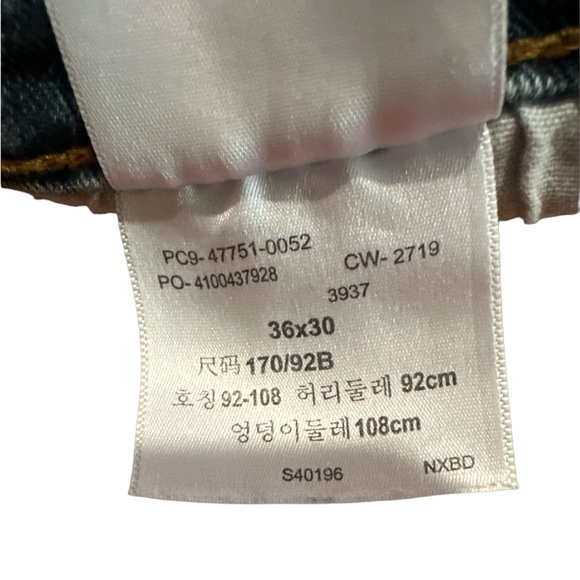 PC9- 47751-0052
PO- 4100437928
CW- 2719
3937
36x30
尺码 170/92B
호칭 92-108 허리둘레 92cm
엉덩이둘레 108cm
S40196 NXBD